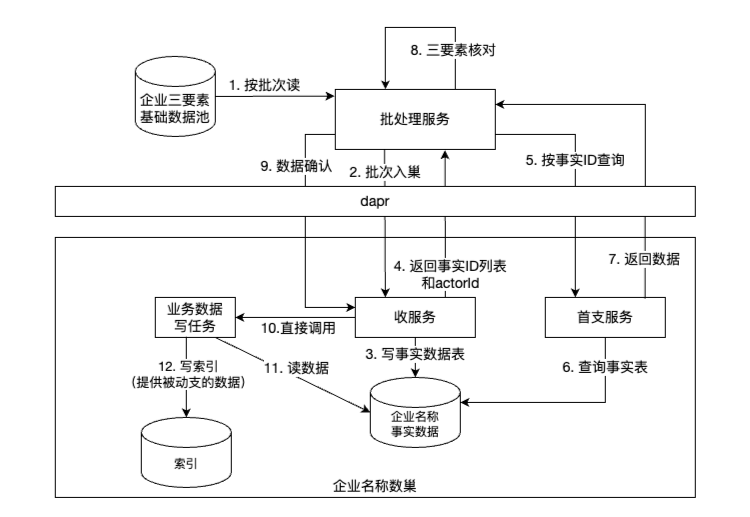 8. 三要素核对
1. 按批次读
企业三要素
基础数据池
批处理服务
9. 数据确认
2. 批次入巢
5. 按事实ID查询
dapr
4. 返回事实ID列表
和actorId
7. 返回数据
业务数据
写任务
10.直接调用
收服务
首支服务
3. 写事实数据表
12. 写索引
(提供被动支的数据)
11. 读数据
6. 查询事实表
企业名称
事实数据
索引
企业名称数巢